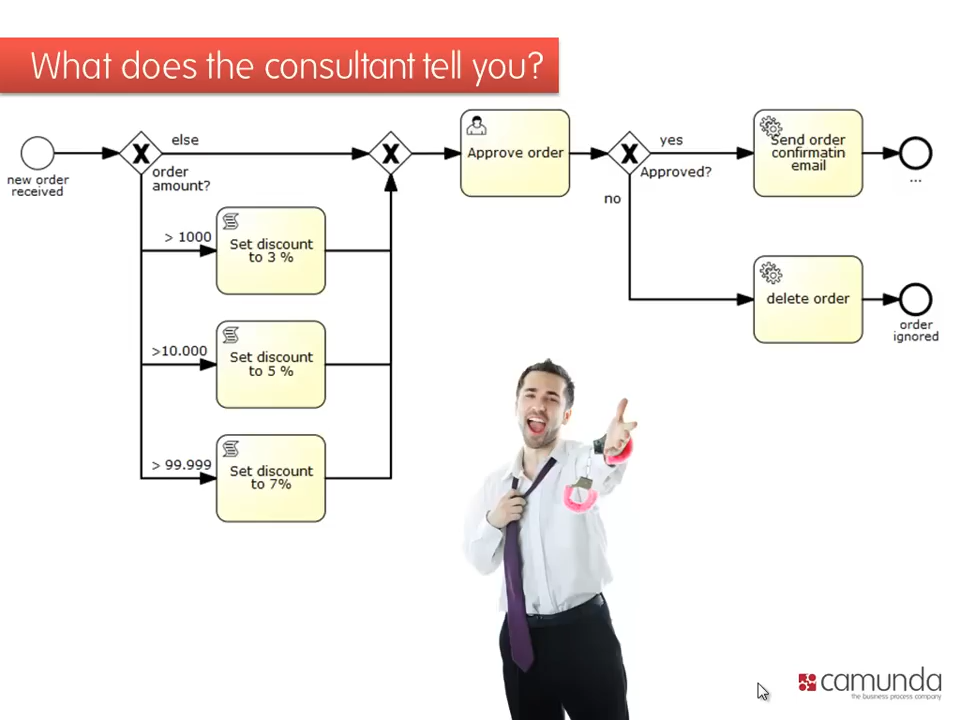 What does the consultant tell you?
else
new order
received
order
amount?
> 1000
Set discount
to 3 %
>10.000
Set discount
to 5 %
> 99.999
Set discount
to 7%
Approve order
yes
Approved?
no
Send order
confirmatin
email
...
delete order
order
ignored
camunda
the business process company